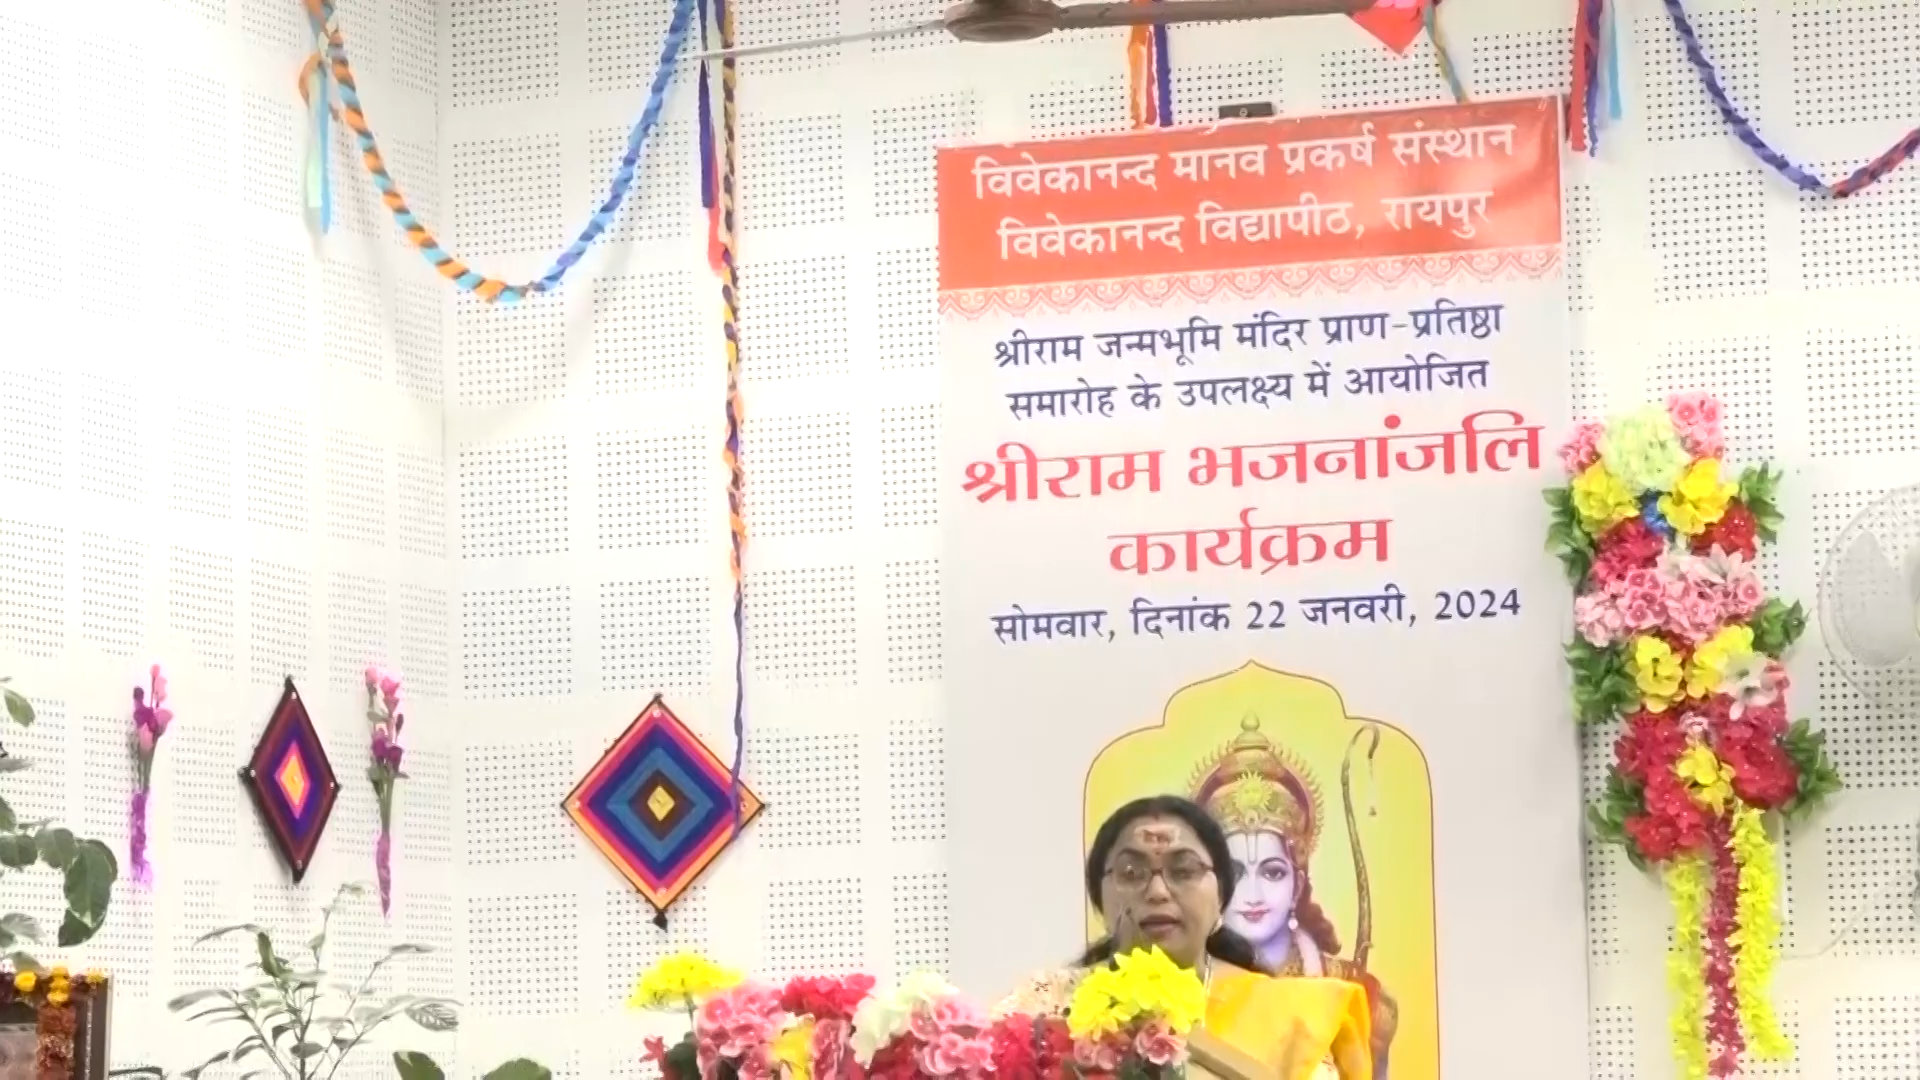 विवेकानन्द मानव प्रकर्ष संस्थान
विवेकानन्द विद्यापीठ, रायपुर
श्रीराम जन्मभूमि मंदिर प्राण-प्रतिष्ठा
समारोह के उपलक्ष्य में आयोजित
श्रीराम भजनांजलि
कार्यक्रम
सोमवार, दिनांक 22 जनवरी, 2024